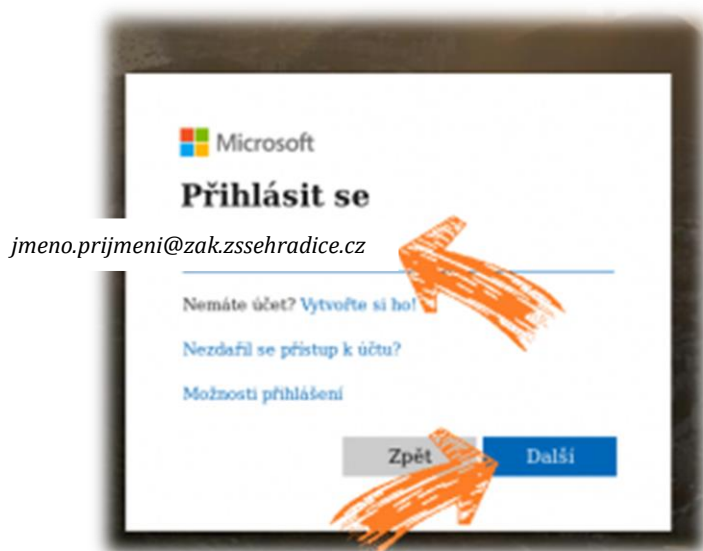 Microsoft
Přihlásit se
jmeno.prijmeni@zak.zssehradice.cz
Nemáte účet? Vytvořte si ho!
Nezdařil se přístup k účtu?
Možnosti přihlášení
Zpět
Další